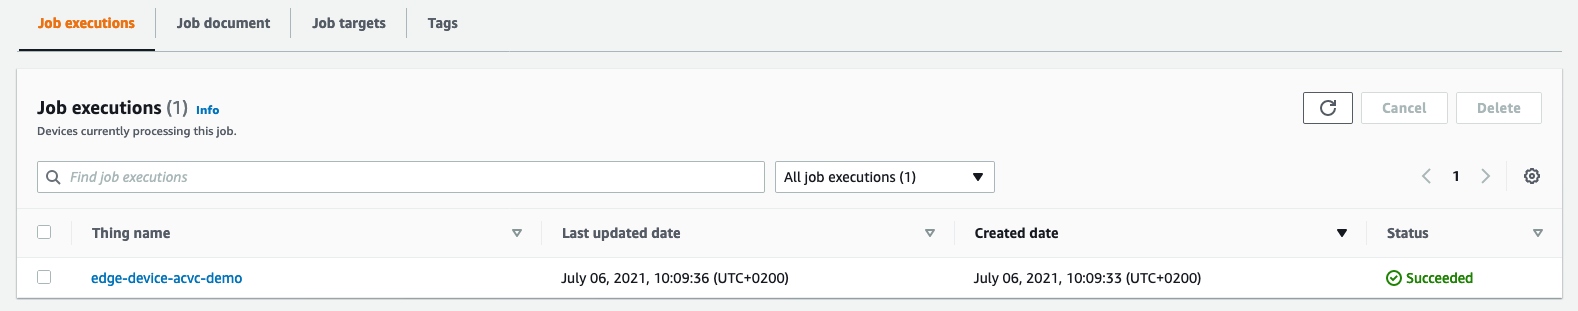 Job executions Job document Job targets Tags
Job executions (1) Info
Devices currently processing this job.
Cancel Delete
Find job executions All job executions (1) 1
Thing name Last updated date Created date Status
edge-device-acvc-demo July 06, 2021, 10:09:36 (UTC+0200) July 06, 2021, 10:09:33 (UTC+0200) Succeeded